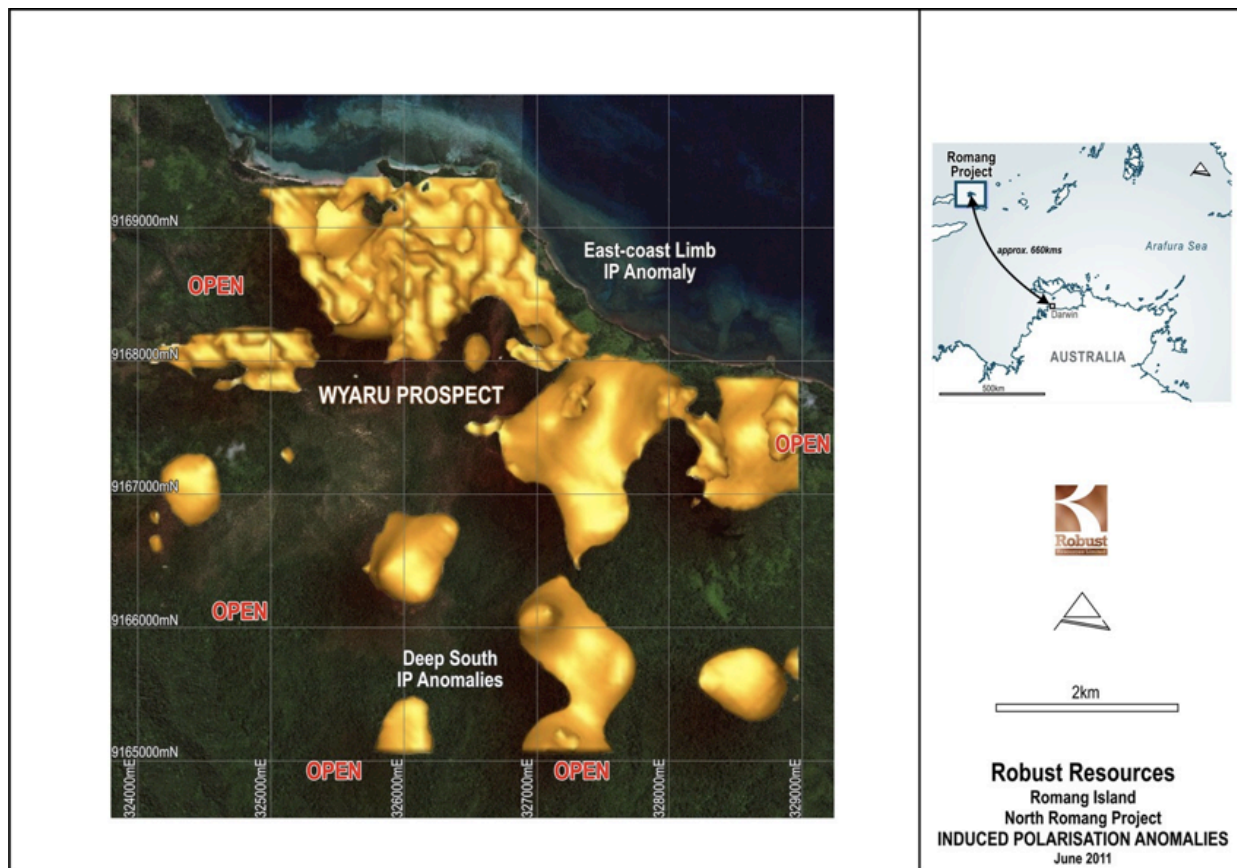 9169000mN
East-coast Limb
IP Anomaly
OPEN
9168000mN
WYARU PROSPECT
OPEN
9167000mN
OPEN
9166000mN
Deep South
IP Anomalies
9165000mN
OPEN
OPEN
324000mE
325000mE
326000mE
327000mE
328000mE
329000mE
Romang
Project
approx. 660kms
Arafura Sea
Darwin
AUSTRALIA
500km
Robust
Resources Limited
2km
Robust Resources
Romang Island
North Romang Project
INDUCED POLARISATION ANOMALIES
June 2011